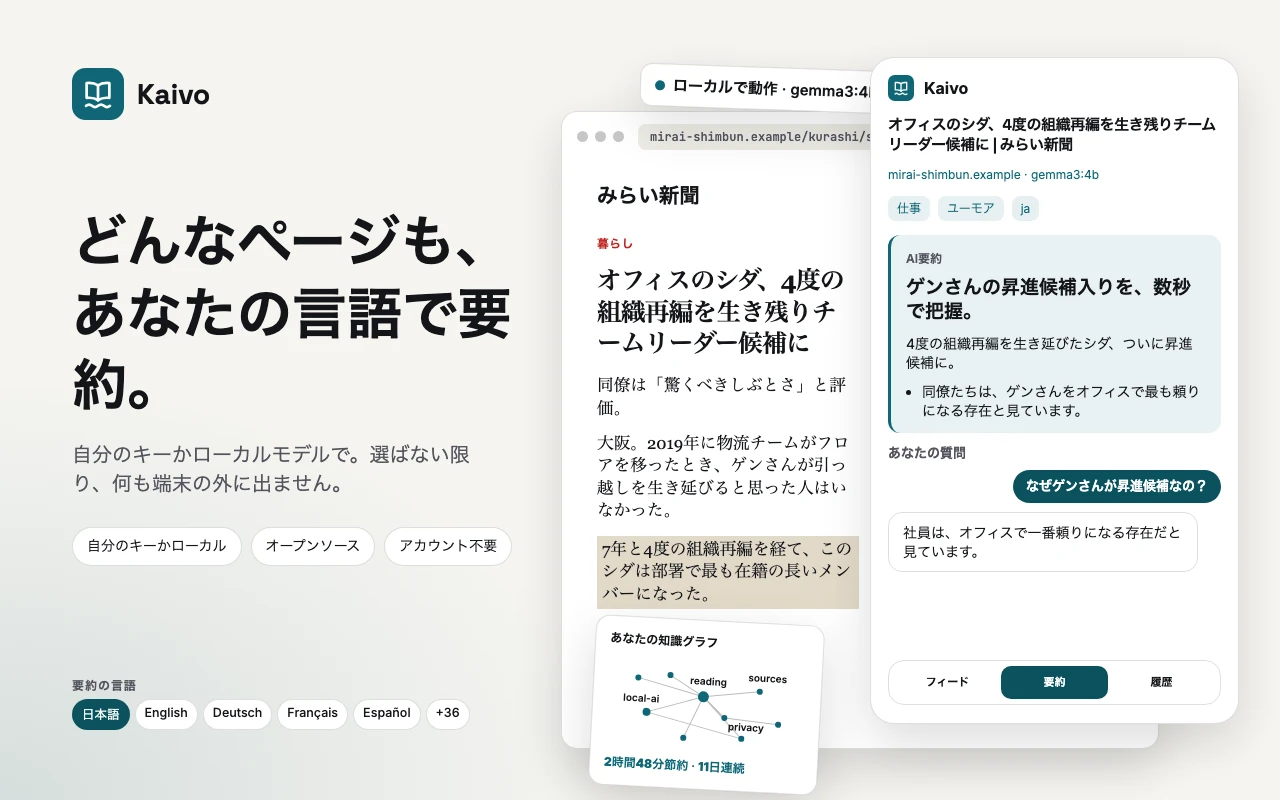 Kaivo
どんなページも、
あなたの言語で要
約。
自分のキーかローカルモデルで。選ばない限
り、何も端末の外に出ません。
自分のキーかローカル
オープンソース
アカウント不要
要約の言語
日本語
English
Deutsch
Français
Español
+36
ローカルで動作 · gemma3:4
mirai-shimbun.example/kurashi/
みらい新聞
暮らし
オフィスのシダ、4度の
組織再編を生き残りチ
ームリーダー候補に
同僚は「驚くべきしぶとさ」と評
価。
大阪。2019年に物流チームがフロ
アを移ったとき、ゲンさんが引っ
越しを生き延びると思った人はい
なかった。
7年と4度の組織再編を経て、この
シダは部署で最も在籍の長いメン
バーになった。
あなたの知識グラフ
reading
sources
local-ai
privacy
2時間48分節約 · 11日連続
Kaivo
オフィスのシダ、4度の組織再編を生き残りチーム
リーダー候補に | みらい新聞
mirai-shimbun.example · gemma3:4b
仕事
ユーモア
ja
AI要約
ゲンさんの昇進候補入りを、数秒
で把握。
4度の組織再編を生き延びたシダ、ついに昇進
候補に。
• 同僚たちは、ゲンさんをオフィスで最も頼り
になる存在と見ています。
あなたの質問
なぜゲンさんが昇進候補なの？
社員は、オフィスで一番頼りになる存在だと
見ています。
フィード
要約
履歴